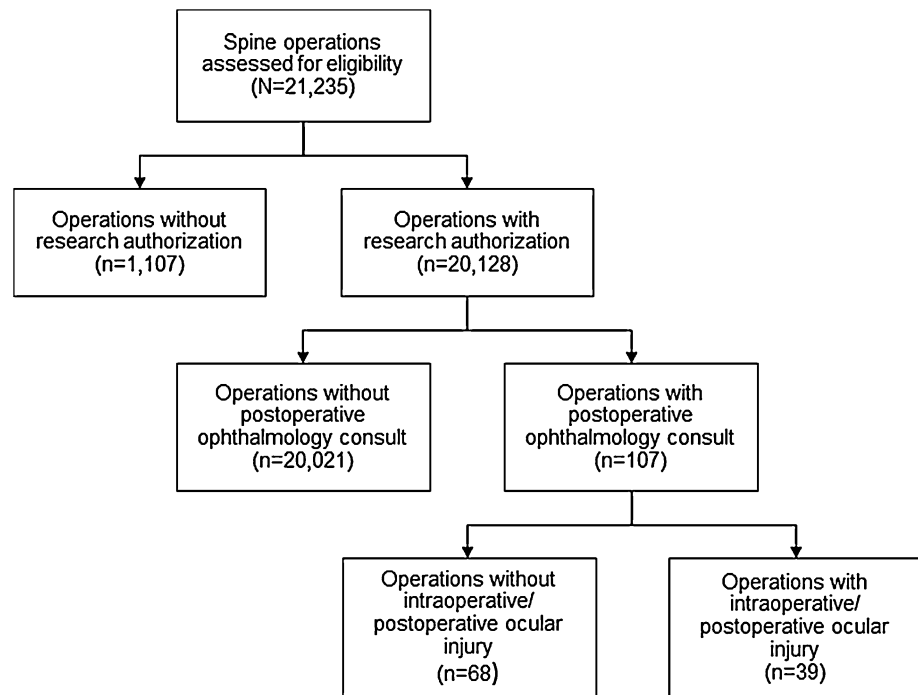 Spine operations
assessed for eligibility
(N=21,235)
Operations without
research authorization
(n=1,107)
Operations with
research authorization
(n=20,128)
Operations without
postoperative
ophthalmology consult
(n=20,021)
Operations with
postoperative
ophthalmology consult
(n=107)
Operations without
intraoperative/
postoperative ocular
injury
(n=68)
Operations with
intraoperative/
postoperative ocular
injury
(n=39)